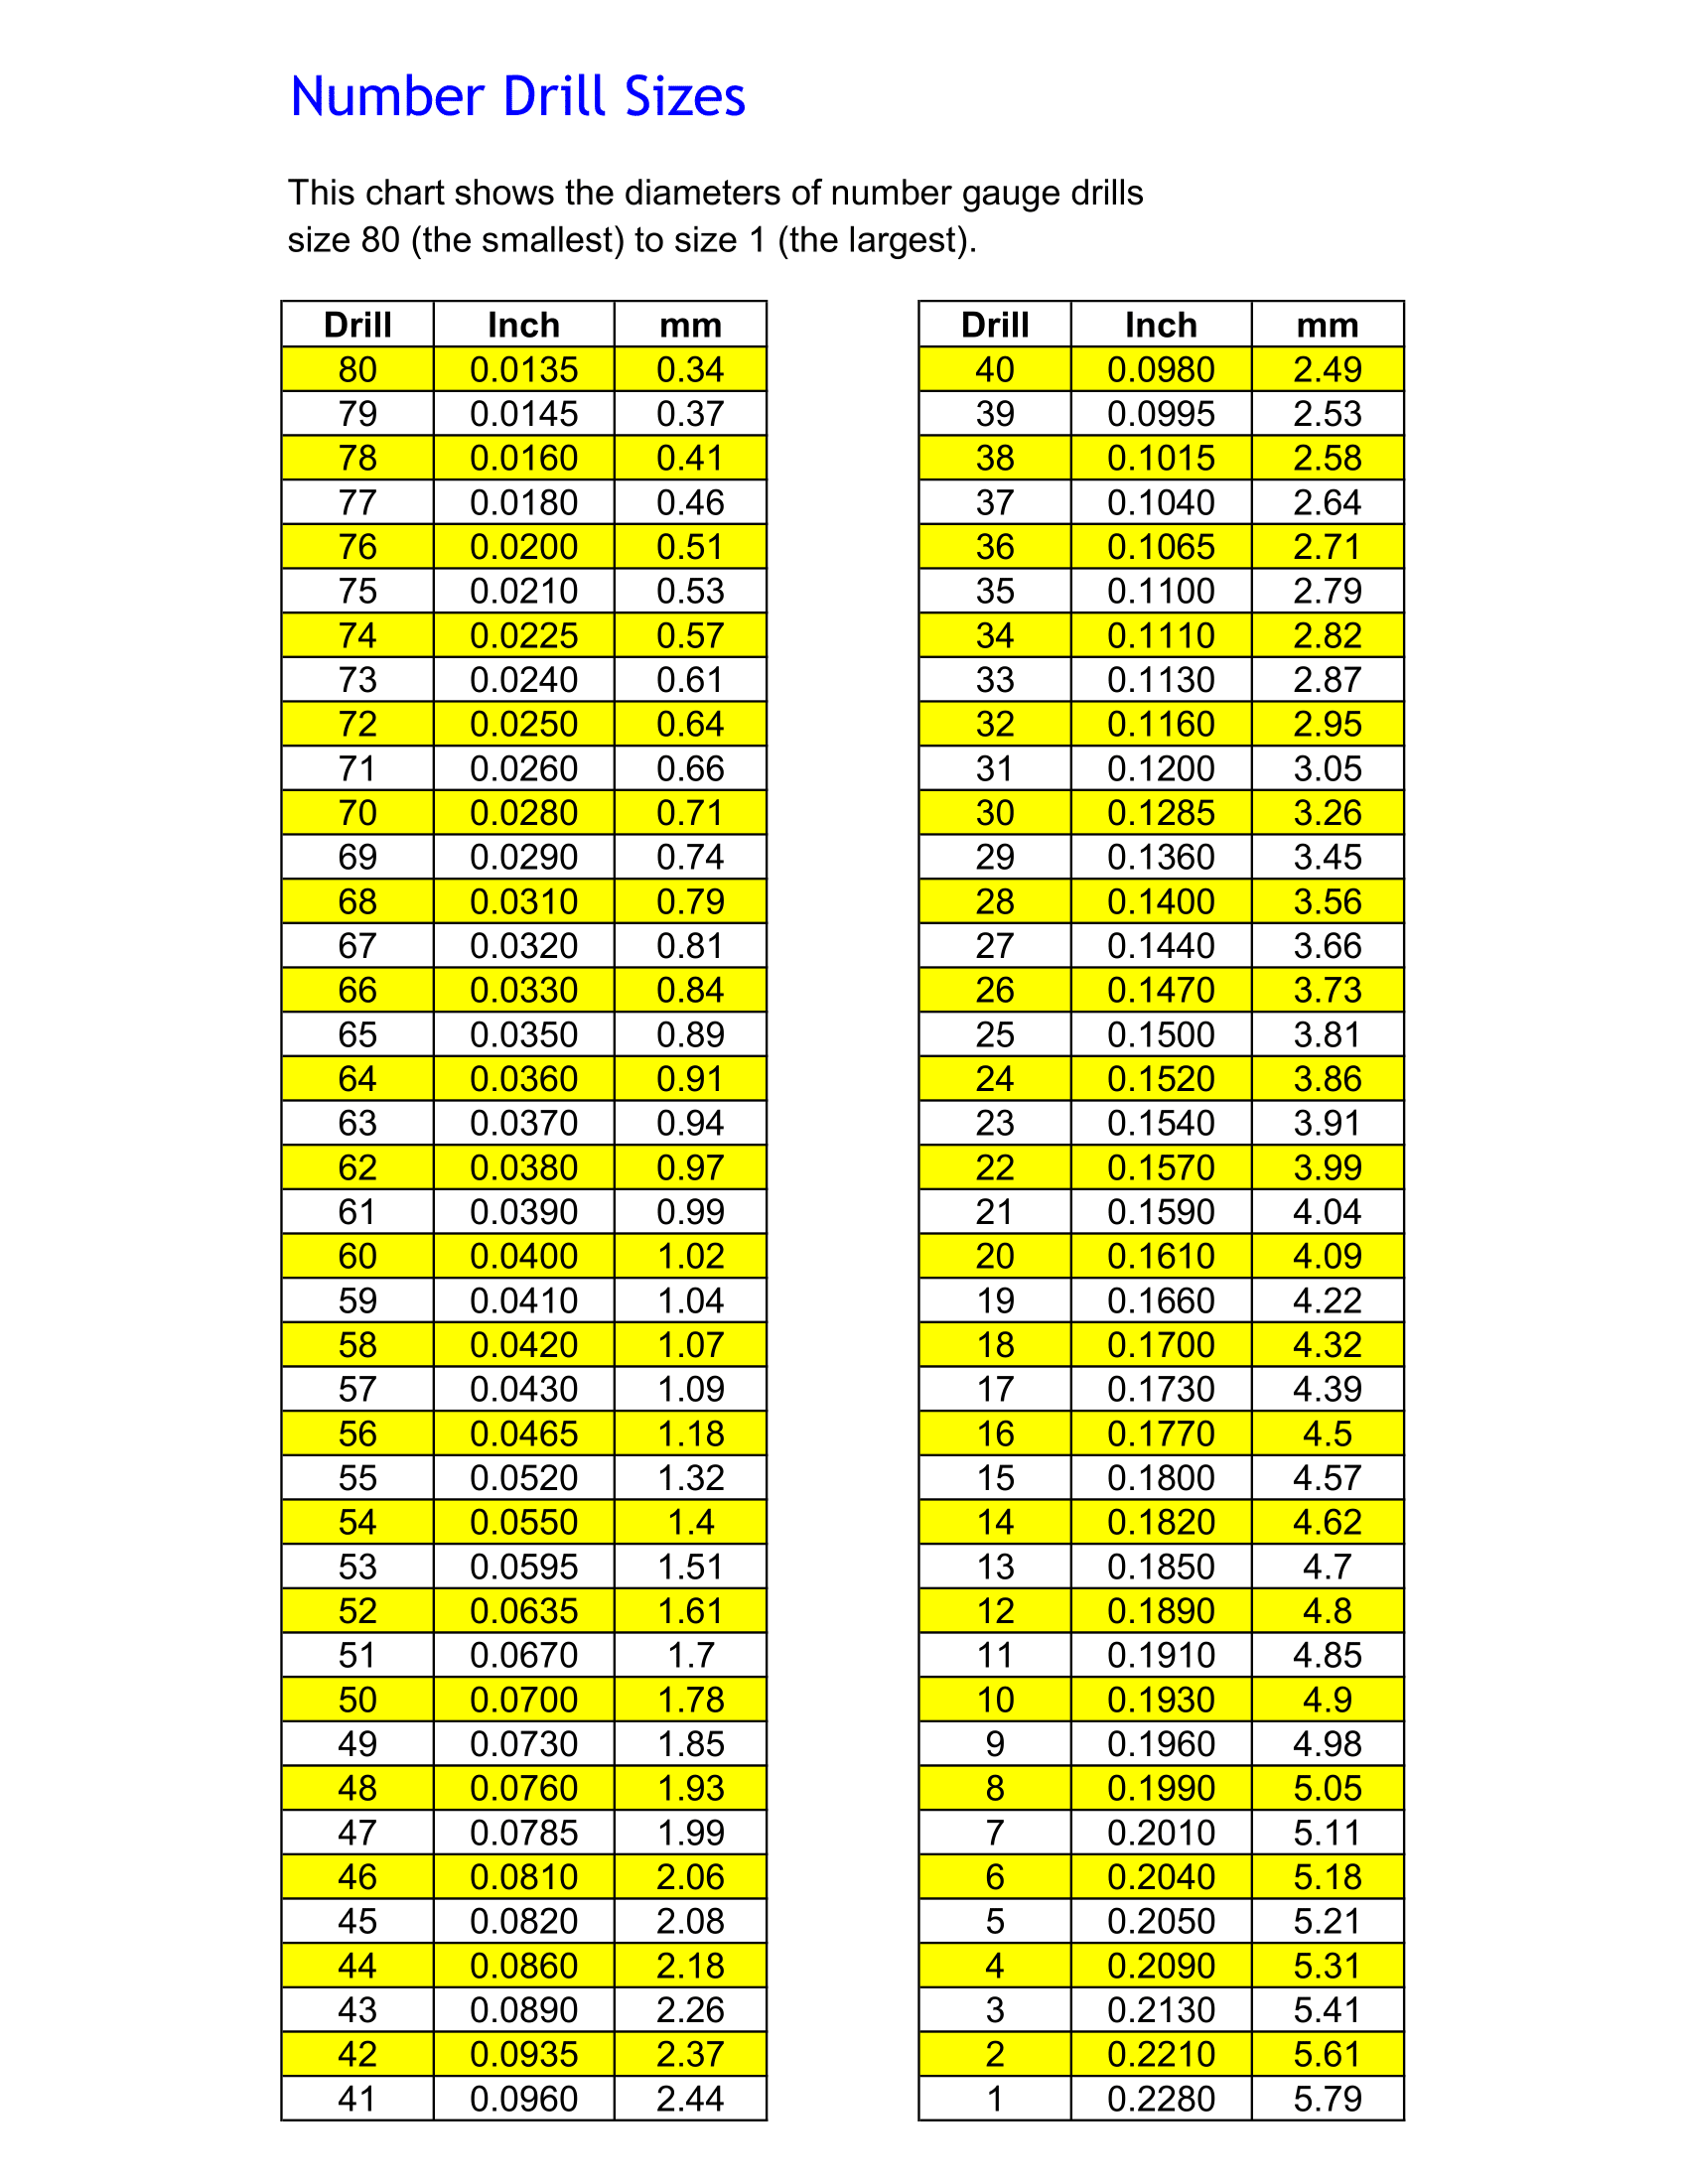 Number Drill Sizes
This chart shows the diameters of number gauge drills
size 80 (the smallest) to size 1 (the largest).
Drill Inch mm
80 0.0135 0.34
79 0.0145 0.37
78 0.0160 0.41
77 0.0180 0.46
76 0.0200 0.51
75 0.0210 0.53
74 0.0225 0.57
73 0.0240 0.61
72 0.0250 0.64
71 0.0260 0.66
70 0.0280 0.71
69 0.0290 0.74
68 0.0310 0.79
67 0.0320 0.81
66 0.0330 0.84
65 0.0350 0.89
64 0.0360 0.91
63 0.0370 0.94
62 0.0380 0.97
61 0.0390 0.99
60 0.0400 1.02
59 0.0410 1.04
58 0.0420 1.07
57 0.0430 1.09
56 0.0465 1.18
55 0.0520 1.32
54 0.0550 1.4
53 0.0595 1.51
52 0.0635 1.61
51 0.0670 1.7
50 0.0700 1.78
49 0.0730 1.85
48 0.0760 1.93
47 0.0785 1.99
46 0.0810 2.06
45 0.0820 2.08
44 0.0860 2.18
43 0.0890 2.26
42 0.0935 2.37
41 0.0960 2.44
Drill Inch mm
40 0.0980 2.49
39 0.0995 2.53
38 0.1015 2.58
37 0.1040 2.64
36 0.1065 2.71
35 0.1100 2.79
34 0.1110 2.82
33 0.1130 2.87
32 0.1160 2.95
31 0.1200 3.05
30 0.1285 3.26
29 0.1360 3.45
28 0.1400 3.56
27 0.1440 3.66
26 0.1470 3.73
25 0.1500 3.81
24 0.1520 3.86
23 0.1540 3.91
22 0.1570 3.99
21 0.1590 4.04
20 0.1610 4.09
19 0.1660 4.22
18 0.1700 4.32
17 0.1730 4.39
16 0.1770 4.5
15 0.1800 4.57
14 0.1820 4.62
13 0.1850 4.7
12 0.1890 4.8
11 0.1910 4.85
10 0.1930 4.9
9 0.1960 4.98
8 0.1990 5.05
7 0.2010 5.11
6 0.2040 5.18
5 0.2050 5.21
4 0.2090 5.31
3 0.2130 5.41
2 0.2210 5.61
1 0.2280 5.79